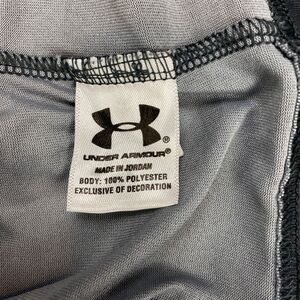 UNDER ARMOUR®
MADE IN JORDAN
BODY: 100% POLYESTER
EXCLUSIVE OF DECORATION